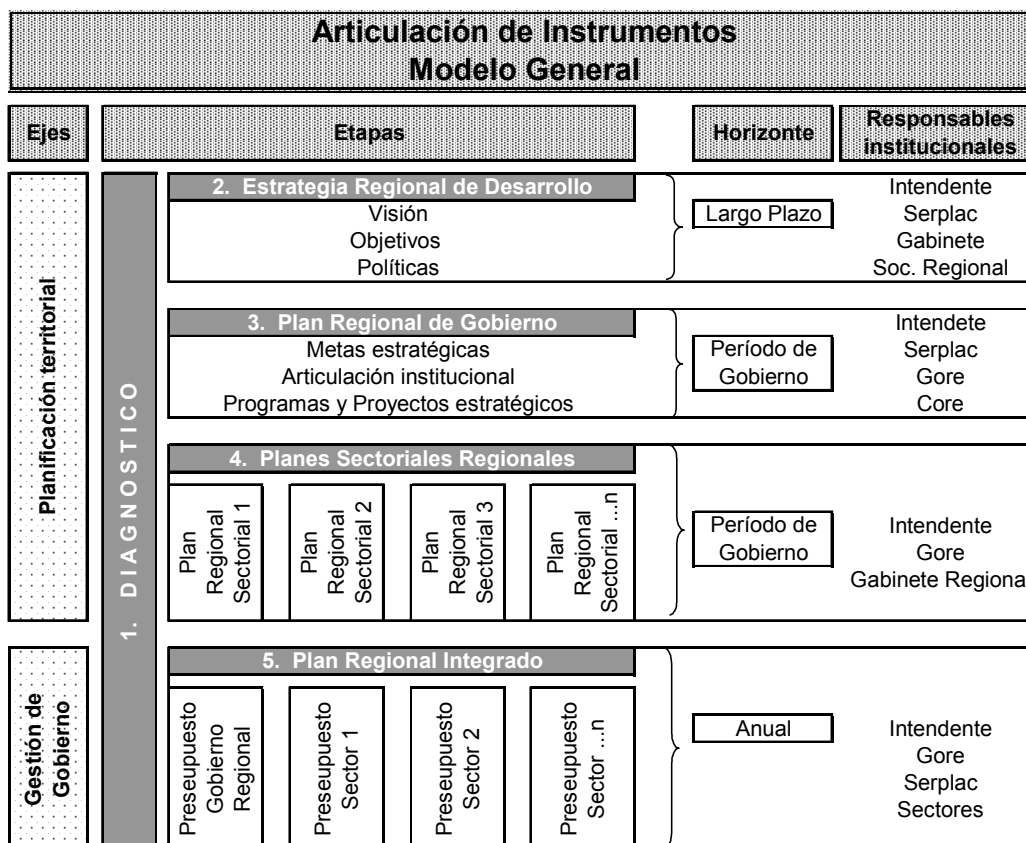 Articulación de Instrumentos
Modelo General
Ejes
Etapas
Horizonte
Responsables
institucionales
Planificación territorial
1. DIAGNOSTICO
2. Estrategia Regional de Desarrollo
Visión
Objetivos
Políticas
Largo Plazo
Intendente
Serplac
Gabinete
Soc. Regional
3. Plan Regional de Gobierno
Metas estratégicas
Articulación institucional
Programas y Proyectos estratégicos
Período de
Gobierno
Intendete
Serplac
Gore
Core
4. Planes Sectoriales Regionales
Plan
Regional
Sectorial 1
Plan
Regional
Sectorial 2
Plan
Regional
Sectorial 3
Plan
Regional
Sectorial ...n
Período de
Gobierno
Intendente
Gore
Gabinete Regiona
Gestión de
Gobierno
5. Plan Regional Integrado
Preseupuesto
Gobierno
Regional
Preseupuesto
Sector 1
Preseupuesto
Sector 2
Preseupuesto
Sector ...n
Anual
Intendente
Gore
Serplac
Sectores